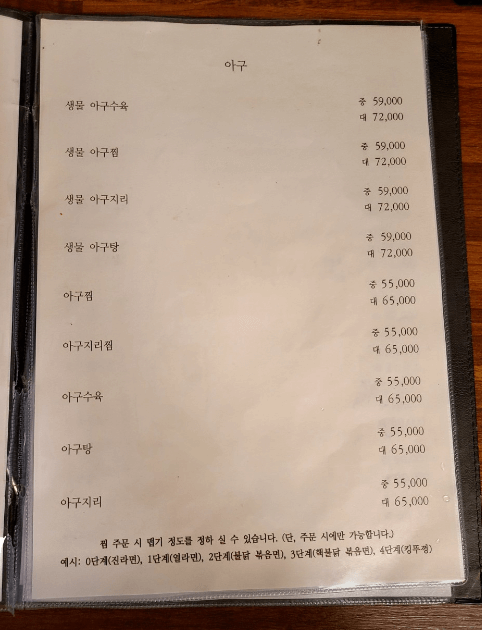 아구
생물 아구수육 중 59,000
대 72,000
생물 아구찜 중 59,000
대 72,000
생물 아구지리 중 59,000
대 72,000
생물 아구탕 중 59,000
대 72,000
아구찜 중 55,000
대 65,000
아구지리찜 중 55,000
대 65,000
아구수육 중 55,000
대 65,000
아구탕 중 55,000
대 65,000
아구지리 중 55,000
대 65,000
찜 주문 시 맵기 정도를 정하 실 수 있습니다. (단, 주문 시에만 가능합니다.)
예시: 0단계(진라면), 1단계(열라면), 2단계(불닭 볶음면), 3단계(핵불닭 볶음면), 4단계(킹뚜껑)